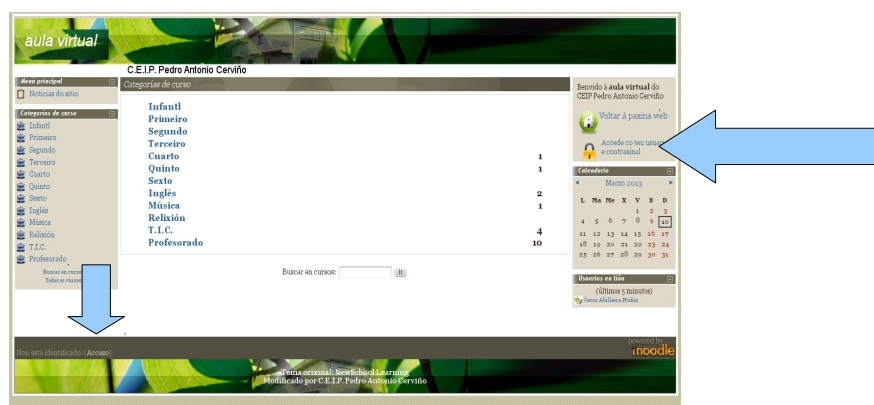 aula virtual
C.E.I.P. Pedro Antonio Cerviño
Menú principal
Noticias do sitio
Categorías de curso
Infantl
Primeiro
Segundo
Terceiro
Cuarto
Quinto
Sexto
Inglés
Música
Relixión
T.I.C.
Profesorado
Buscar en cursos
Todos os cursos
Categorías de curso
Infantl
Primeiro
Segundo
Terceiro
Cuarto 1
Quinto 1
Sexto
Inglés 2
Música 1
Relixión
T.I.C. 4
Profesorado 10
Buscar en cursos: Ir
Benvido á aula virtual do
CEIP Pedro Antonio Cerviño
Voltar á paxina web
Accede co teu usuario
e contrasinal
Calendario
Marzo 2013
L Ma Me X V S D
1 2 3
4 5 6 7 8 9 10
11 12 13 14 15 16 17
18 19 20 21 22 23 24
25 26 27 28 29 30 31
Usuarios en liña
(últimos 5 minutos)
Oscar Abilleira Muñiz
Non está identificado. (Acceso)
powered by
moodle
Tema orixinal: NewSchool Learning
Modificado por C.E.I.P. Pedro Antonio Cerviño